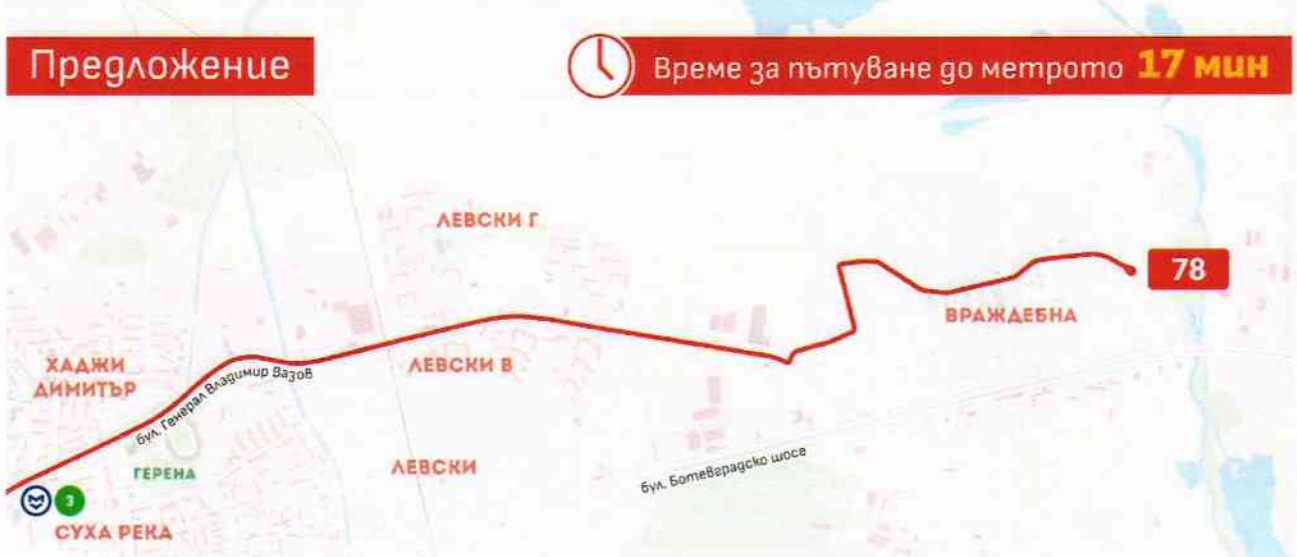 Предложение
Време за пътуване до метрото 17 мин
ЛЕВСКИ Г
78
ВРАЖДЕБНА
ХАДЖИ
ДИМИТЪР
ЛЕВСКИ В
бул. Генерал Владимир Вазов
ГЕРЕНА
ЛЕВСКИ
бул. Ботевградско шосе
3
СУХА РЕКА